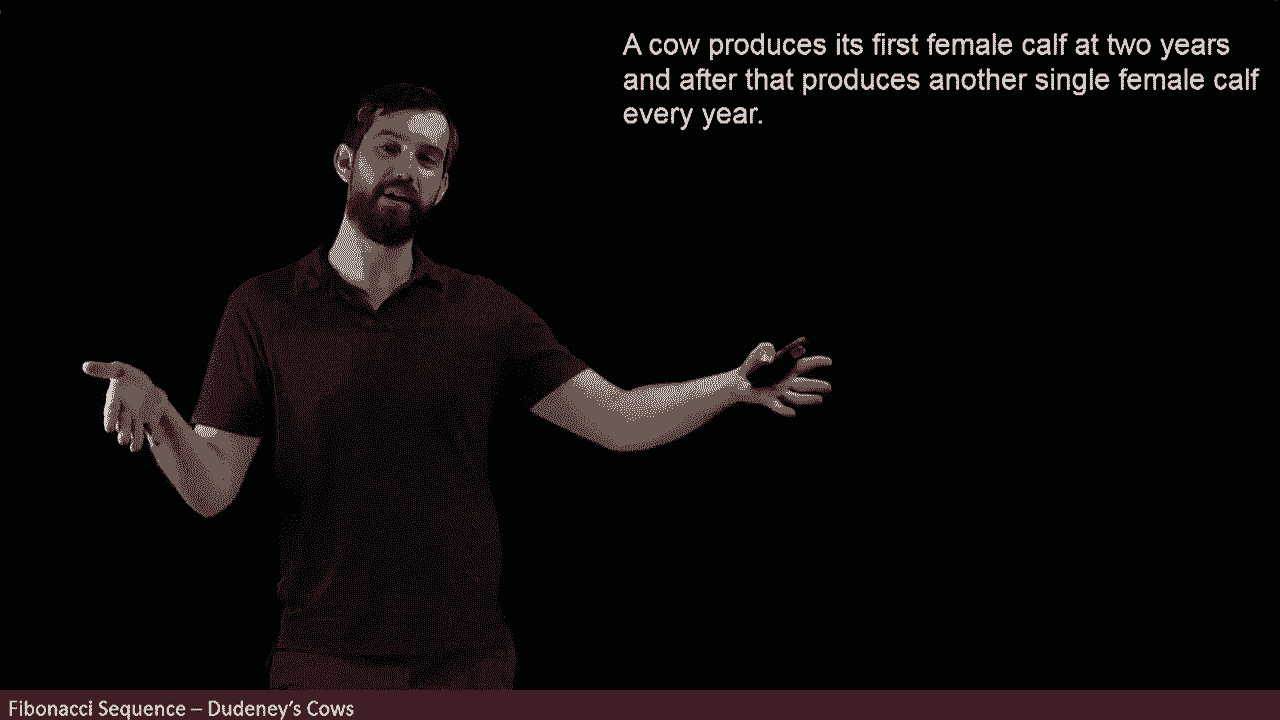 A cow produces its first female calf at two years
and after that produces another single female calf
every year.
Fibonacci Sequence – Dudeney's Cows